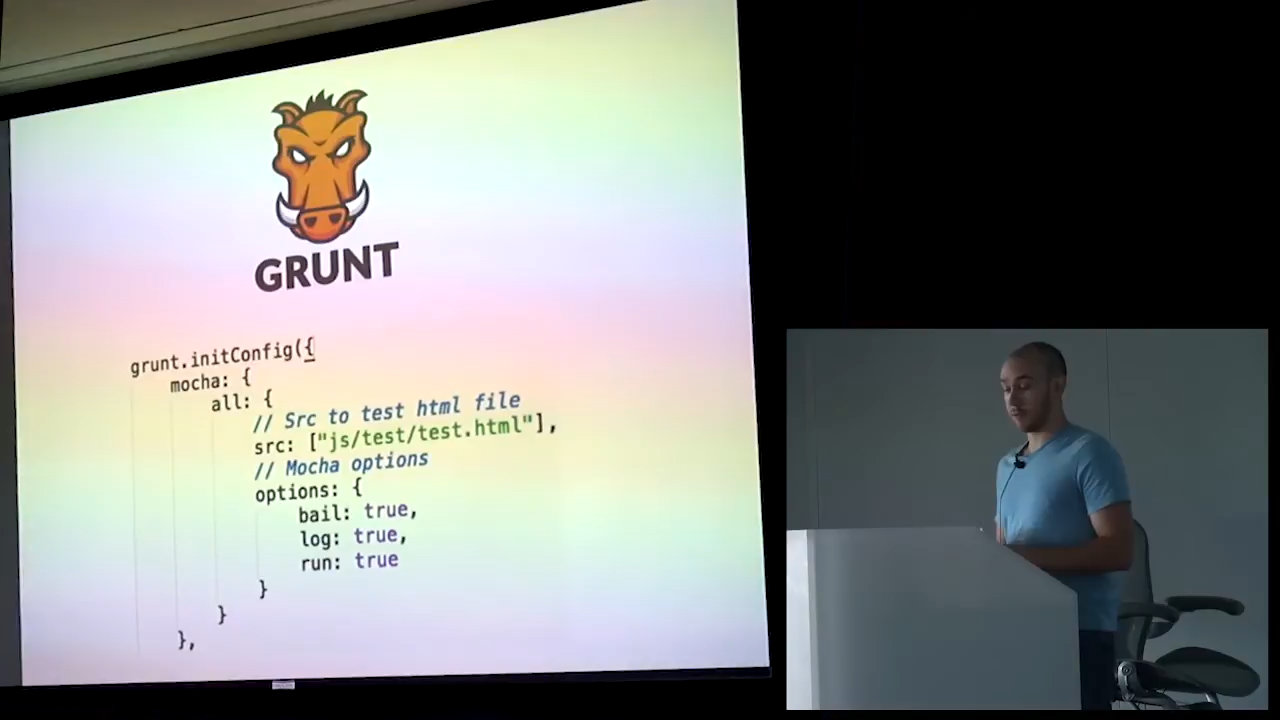 GRUNT
grunt.initConfig({
mocha: {
all: {
// Src to test html file
src: ["js/test/test.html"],
// Mocha options
options: {
bail: true,
log: true,
run: true
}
}
},